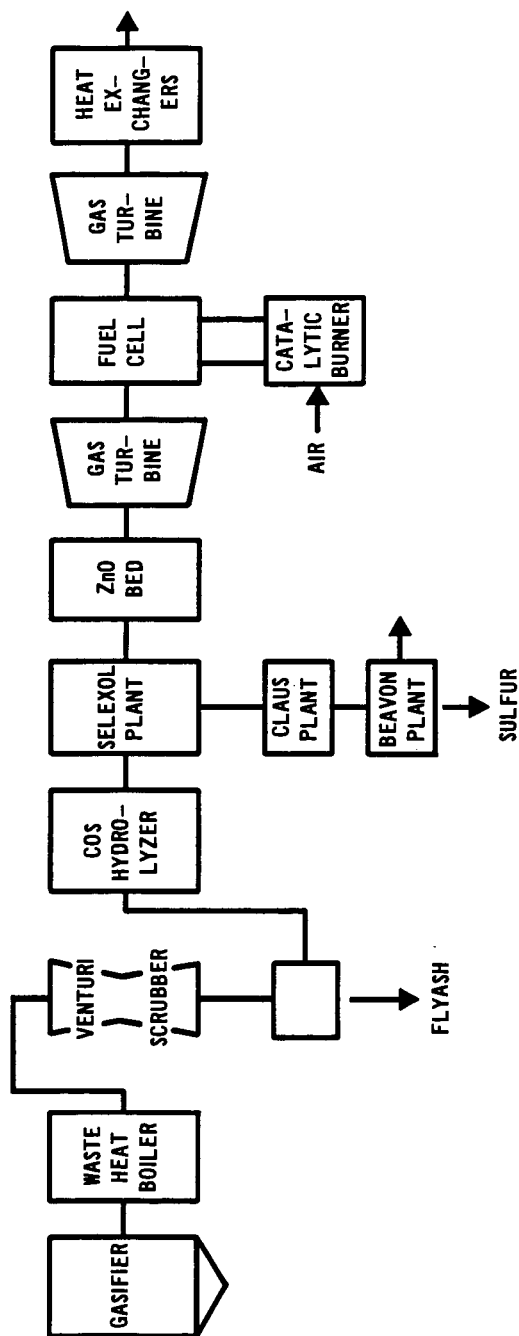 GASIFIER
WASTE
HEAT
BOILER
VENTURI
SCRUBBER
FLYASH
COS
HYDRO-
LYZER
SELEXOL
PLANT
CLAUS
PLANT
BEAVON
PLANT
SULFUR
ZnO
BED
GAS
TUR-
BINE
FUEL
CELL
CATA-
LYTIC
BURNER
AIR
GAS
TUR-
BINE
HEAT
EX-
CHANG-
ERS